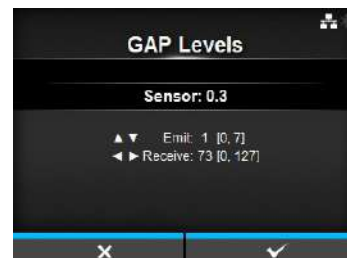 GAP Levels
Sensor: 0.3
▲ ▼ Emit: 1 [0, 7]
◄ ► Receive: 73 [0, 127]